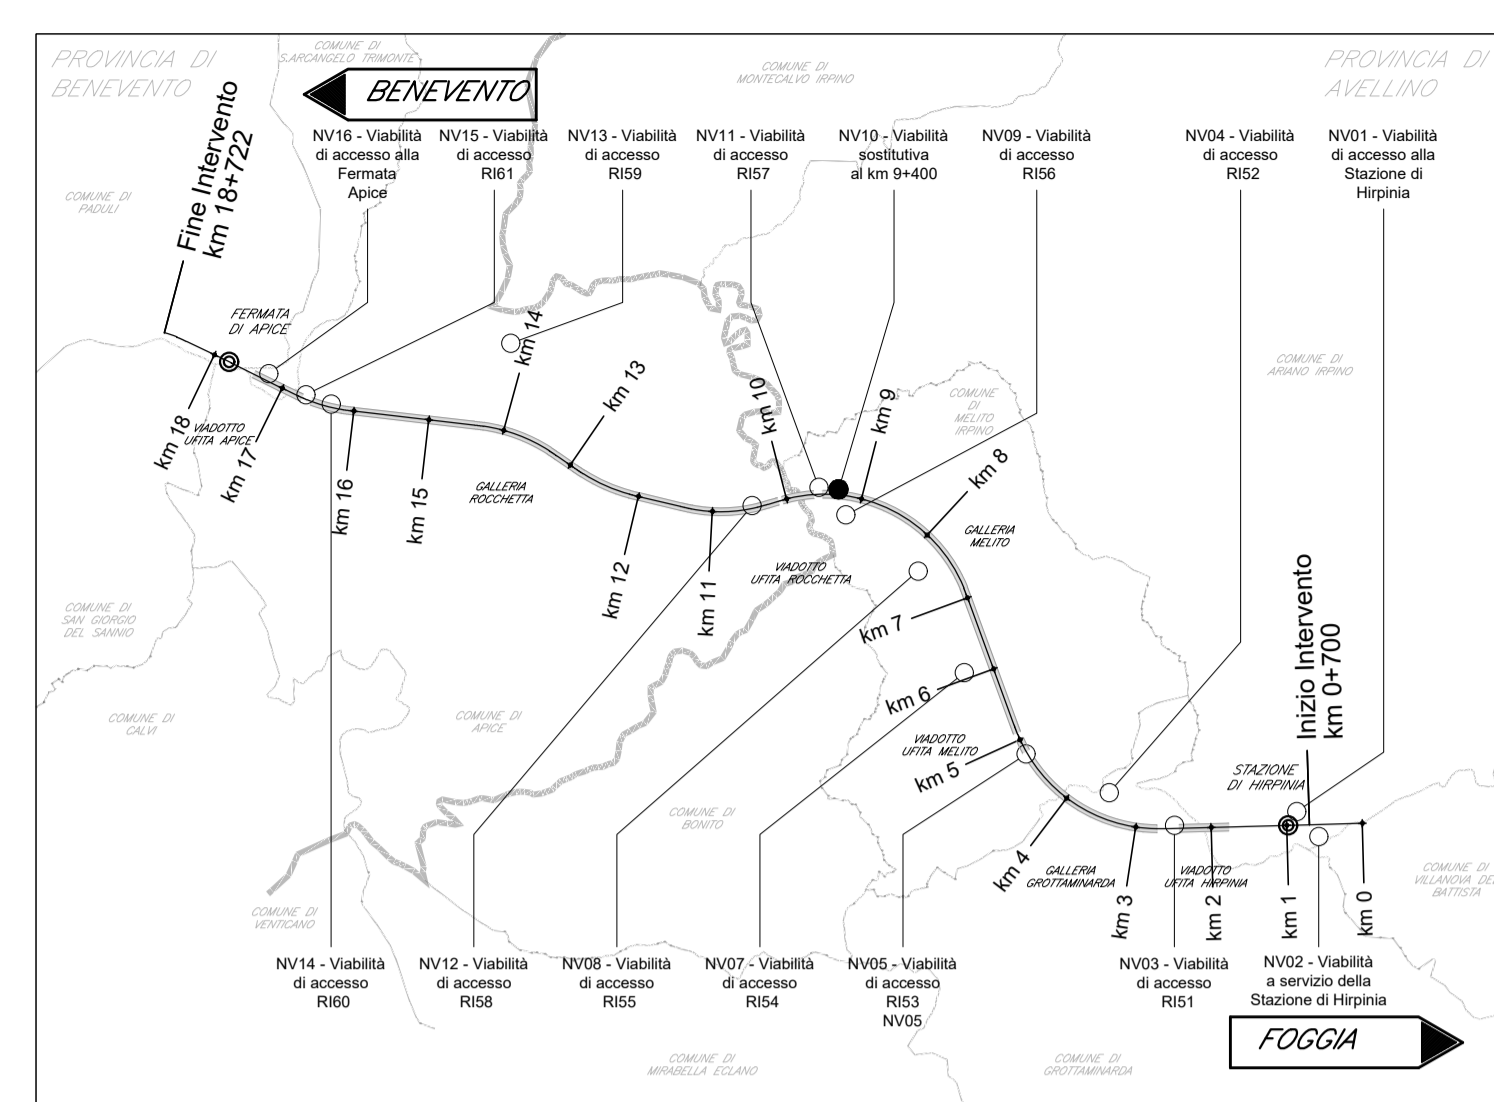 PROVINCIA DI
BENEVENTO
COMUNE DI
S.ARCANGELO TRIMONTE
BENEVENTO
COMUNE DI
MONTECALVO IRPINO
PROVINCIA DI
AVELLINO
Fine Intervento
km 18+722
NV16 - Viabilità
di accesso alla
Fermata
Apice
NV15 - Viabilità
di accesso
RI61
NV13 - Viabilità
di accesso
RI59
NV11 - Viabilità
di accesso
RI57
NV10 - Viabilità
sostitutiva
al km 9+400
NV09 - Viabilità
di accesso
RI56
NV04 - Viabilità
di accesso
RI52
NV01 - Viabilità
di accesso alla
Stazione di
Hirpinia
COMUNE DI
PADULI
FERMATA
DI APICE
km 14
km 13
km 10
km 9
COMUNE
DI
MELITO
IRPINO
COMUNE DI
ARIANO IRPINO
km 18
VIADOTTO
UFITA APICE
km 17
km 16
km 15
GALLERIA
ROCCHETTA
km 8
GALLERIA
MELITO
km 12
km 11
VIADOTTO
UFITA ROCCHETTA
km 7
COMUNE DI
SAN GIORGIO
DEL SANNIO
Inizio Intervento
km 0+700
km 6
COMUNE DI
CALVI
COMUNE DI
APICE
VIADOTTO
UFITA MELITO
km 5
STAZIONE
DI HIRPINIA
COMUNE DI
BONITO
km 4
GALLERIA
GROTTAMINARDA
VIADOTTO
UFITA HIRPINIA
km 3
km 2
km 1
km 0
COMUNE DI
VILLANOVA DEL
BATTISTA
COMUNE DI
VENTICANO
NV14 - Viabilità
di accesso
RI60
NV12 - Viabilità
di accesso
RI58
NV08 - Viabilità
di accesso
RI55
NV07 - Viabilità
di accesso
RI54
NV05 - Viabilità
di accesso
RI53
NV05
NV03 - Viabilità
di accesso
RI51
NV02 - Viabilità
a servizio della
Stazione di Hirpinia
FOGGIA
COMUNE DI
MIRABELLA ECLANO
COMUNE DI
GROTTAMINARDA